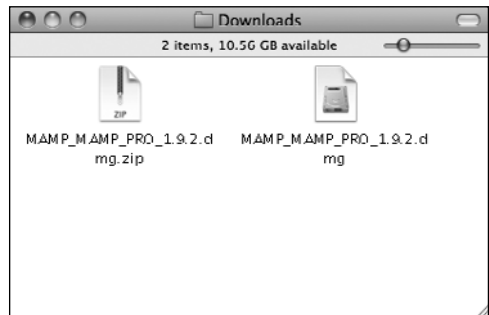 Downloads
2 items, 10.56 GB available
ZIP
MAMP_MAMP_PRO_1.9.2.d
mg.zip
MAMP_MAMP_PRO_1.9.2.d
mg